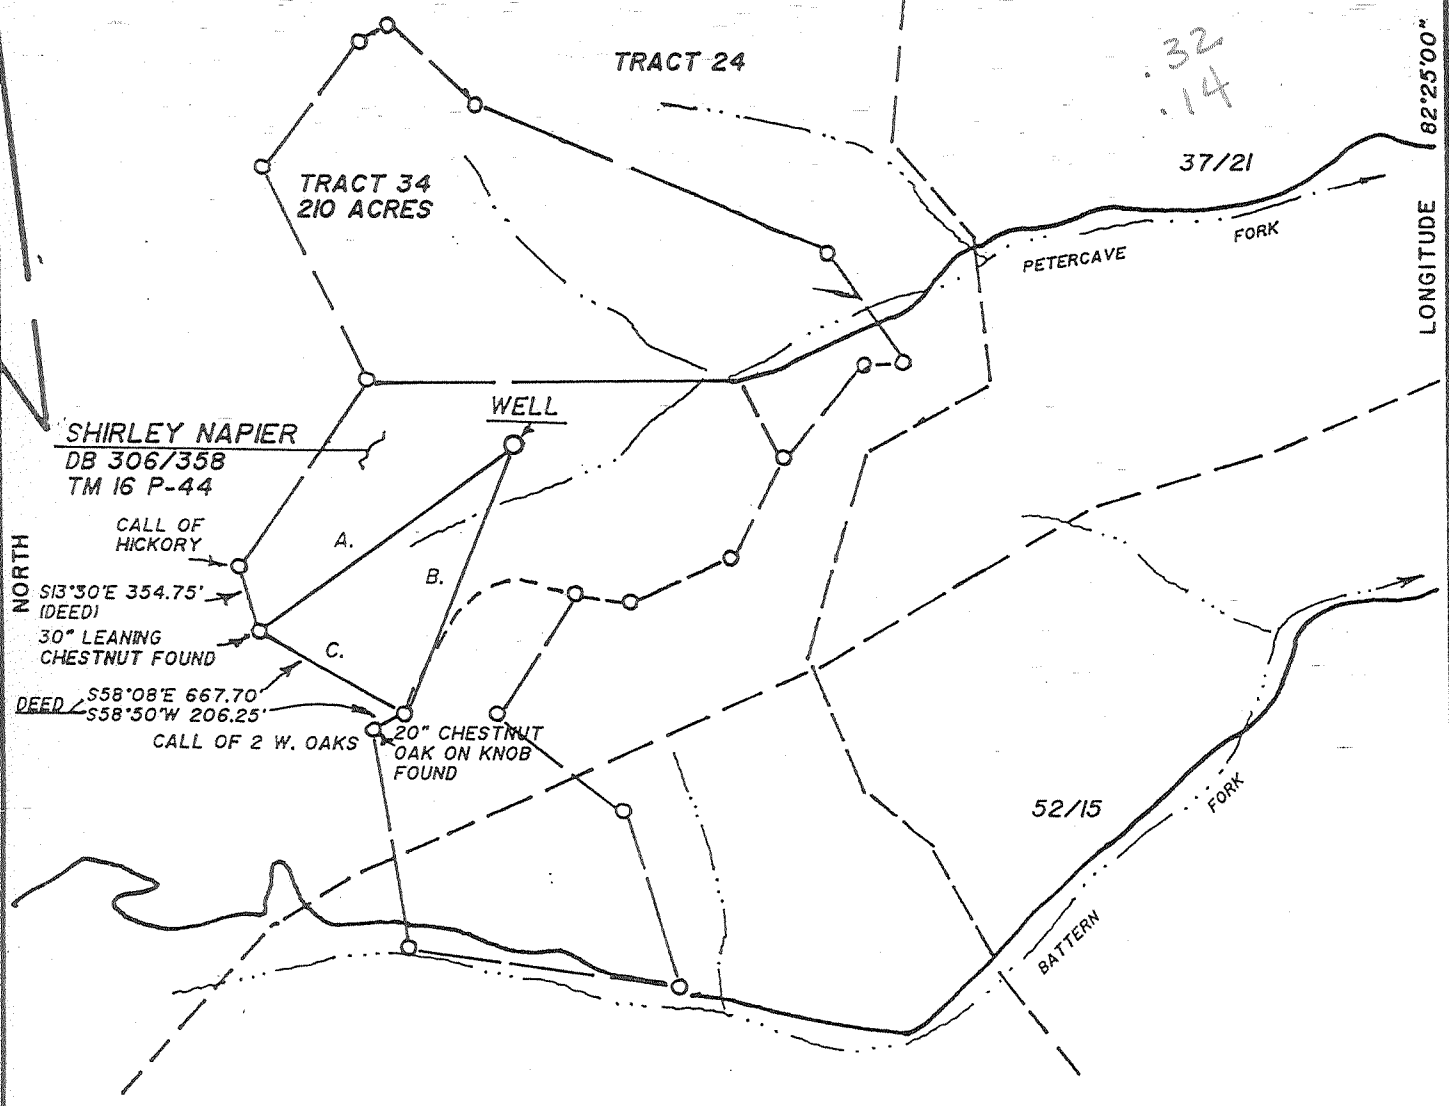 TRACT 24
.32
.14
82°25'00"
37/21
TRACT 34
210 ACRES
LONGITUDE
FORK
PETERCAVE
WELL
SHIRLEY NAPIER
DB 306/358
TM 16 P-44
CALL OF
HICKORY
A.
NORTH
B.
S13°30'E 354.75'
(DEED)
30" LEANING
CHESTNUT FOUND
C.
S58°08'E 667.70'
DEED
S58°50'W 206.25'
CALL OF 2 W. OAKS
20" CHESTNUT
OAK ON KNOB
FOUND
52/15
FORK
BATTERN